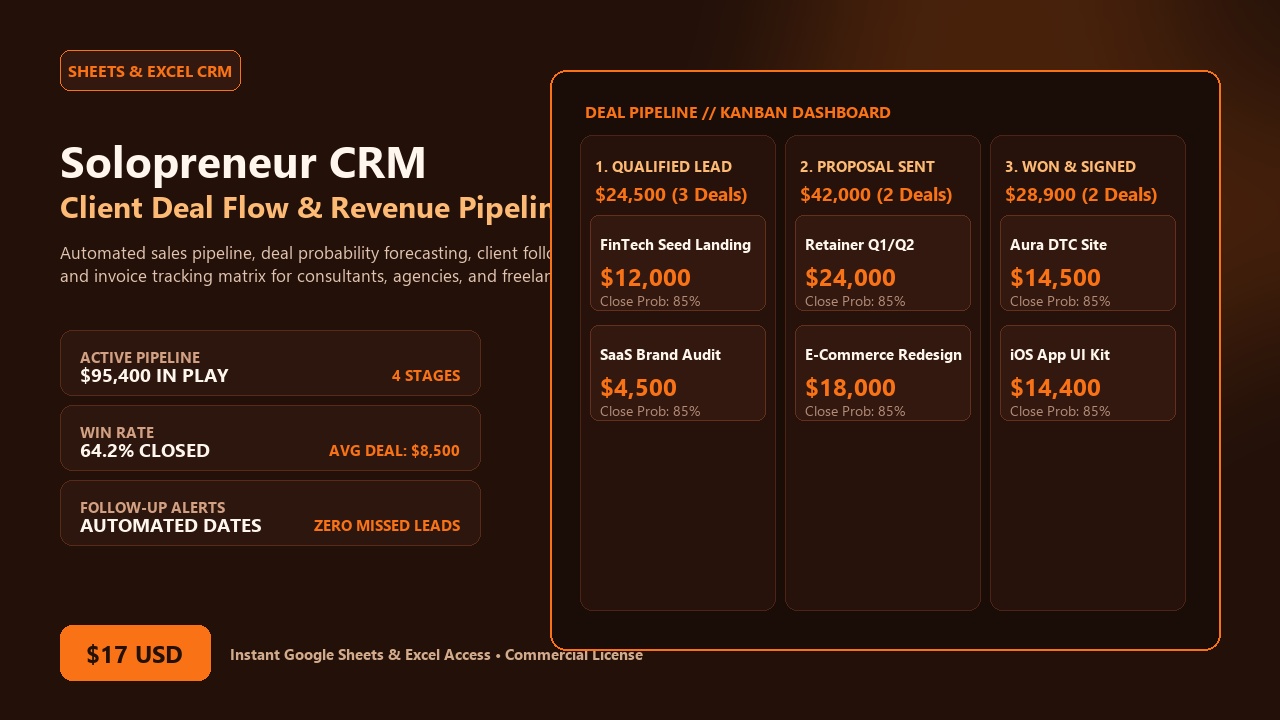 SHEETS & EXCEL CRM
Solopreneur CRM
Client Deal Flow & Revenue
Automated sales pipeline, deal probability forecasting, client
and invoice tracking matrix for consultants, agencies, and
ACTIVE PIPELINE
$95,400 IN PLAY
4 STAGES
WIN RATE
64.2% CLOSED
AVG DEAL: $8,500
FOLLOW-UP ALERTS
AUTOMATED DATES
ZERO MISSED LEADS
$17 USD
Instant Google Sheets & Excel Access • Commercial License
DEAL PIPELINE // KANBAN DASHBOARD
1. QUALIFIED LEAD
$24,500 (3 Deals)
FinTech Seed Landing
$12,000
Close Prob: 85%
SaaS Brand Audit
$4,500
Close Prob: 85%
2. PROPOSAL SENT
$42,000 (2 Deals)
Retainer Q1/Q2
$24,000
Close Prob: 85%
E-Commerce Redesign
$18,000
Close Prob: 85%
3. WON & SIGNED
$28,900 (2 Deals)
Aura DTC Site
$14,500
Close Prob: 85%
iOS App UI Kit
$14,400
Close Prob: 85%